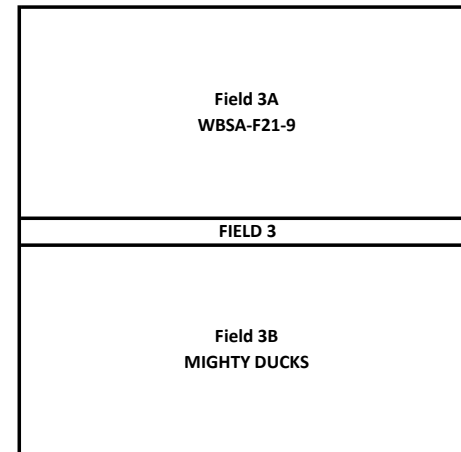 Field 3A
WBSA-F21-9
FIELD 3
Field 3B
MIGHTY DUCKS